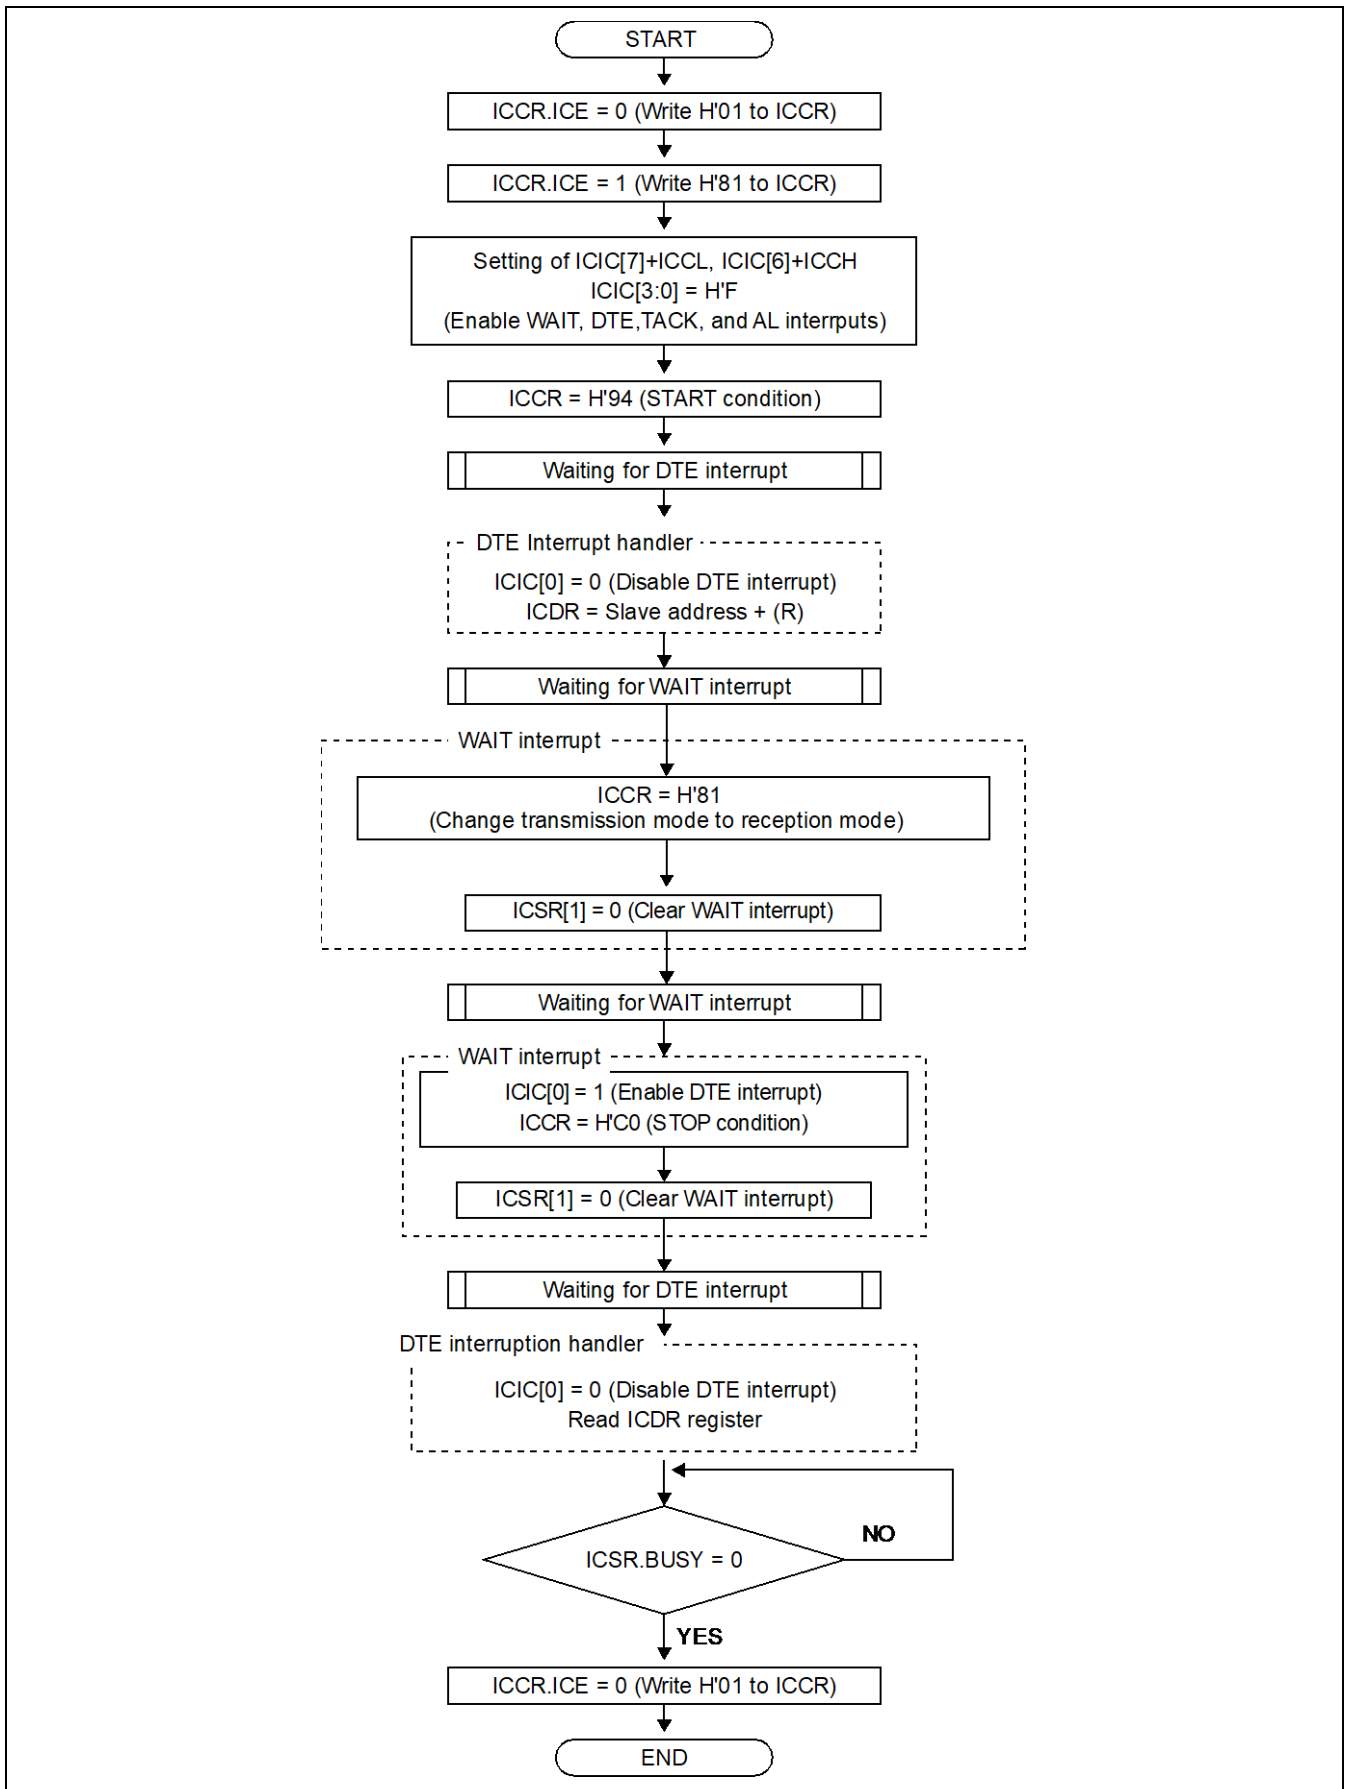 START
ICCR.ICE = 0 (Write H'01 to ICCR)
ICCR.ICE = 1 (Write H'81 to ICCR)
Setting of ICIC[7]+ICCL, ICIC[6]+ICCH
ICIC[3:0] = H'F
(Enable WAIT, DTE,TACK, and AL interrputs)
ICCR = H'94 (START condition)
Waiting for DTE interrupt
DTE Interrupt handler
ICIC[0] = 0 (Disable DTE interrupt)
ICDR = Slave address + (R)
Waiting for WAIT interrupt
WAIT interrupt
ICCR = H'81
(Change transmission mode to reception mode)
ICSR[1] = 0 (Clear WAIT interrupt)
Waiting for WAIT interrupt
WAIT interrupt
ICIC[0] = 1 (Enable DTE interrupt)
ICCR = H'C0 (STOP condition)
ICSR[1] = 0 (Clear WAIT interrupt)
Waiting for DTE interrupt
DTE interruption handler
ICIC[0] = 0 (Disable DTE interrupt)
Read ICDR register
NO
ICSR.BUSY = 0
YES
ICCR.ICE = 0 (Write H'01 to ICCR)
END